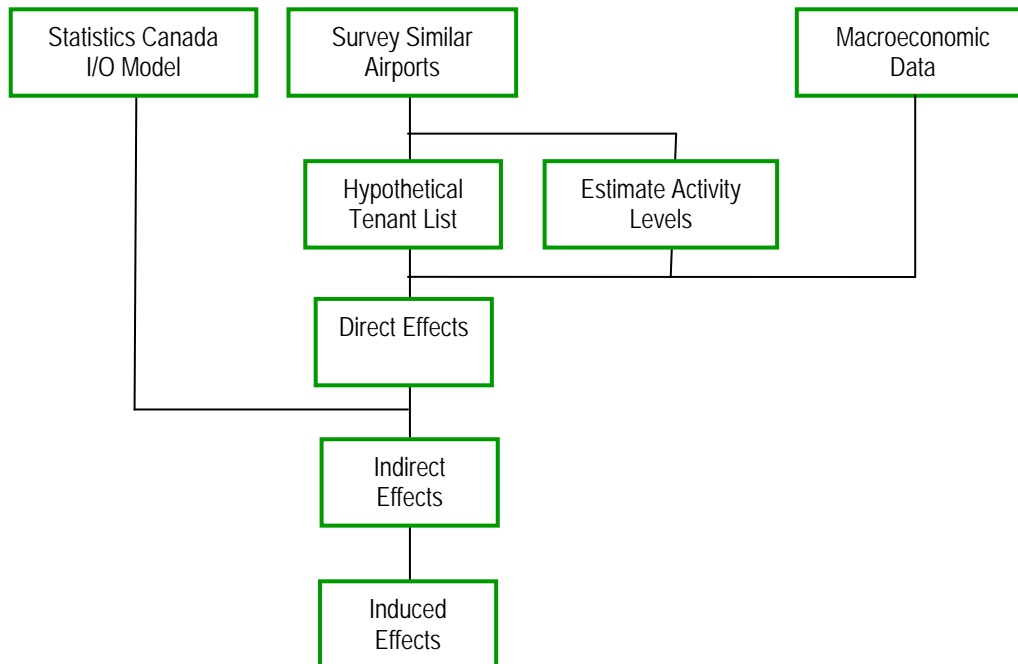 Statistics Canada
I/O Model
Survey Similar
Airports
Macroeconomic
Data
Hypothetical
Tenant List
Estimate Activity
Levels
Direct Effects
Indirect
Effects
Induced
Effects